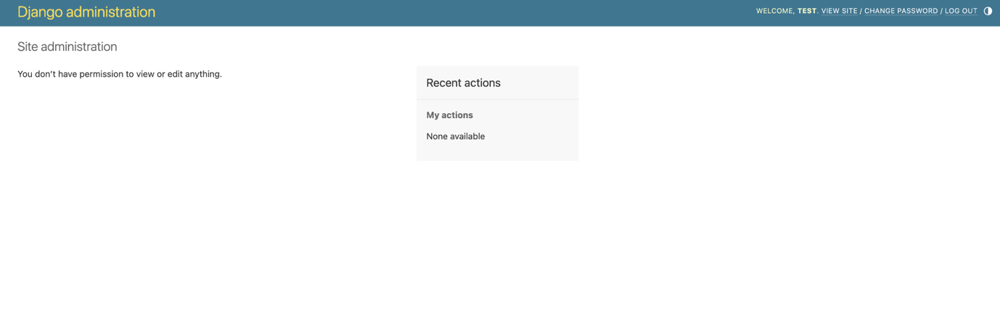 Django administration
WELCOME, TEST. VIEW SITE / CHANGE PASSWORD / LOG OUT
Site administration
You don’t have permission to view or edit anything.
Recent actions
My actions
None available